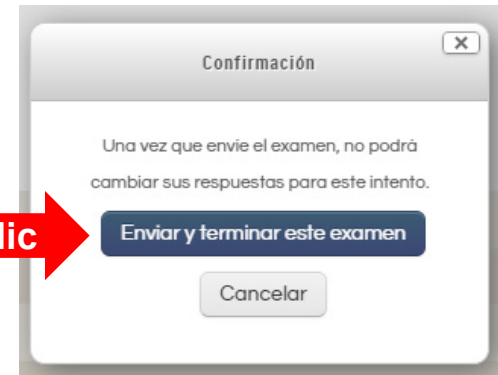 Confirmación
Una vez que envíe el examen, no podrá
cambiar sus respuestas para este intento.
lic
Enviar y terminar este examen
Cancelar